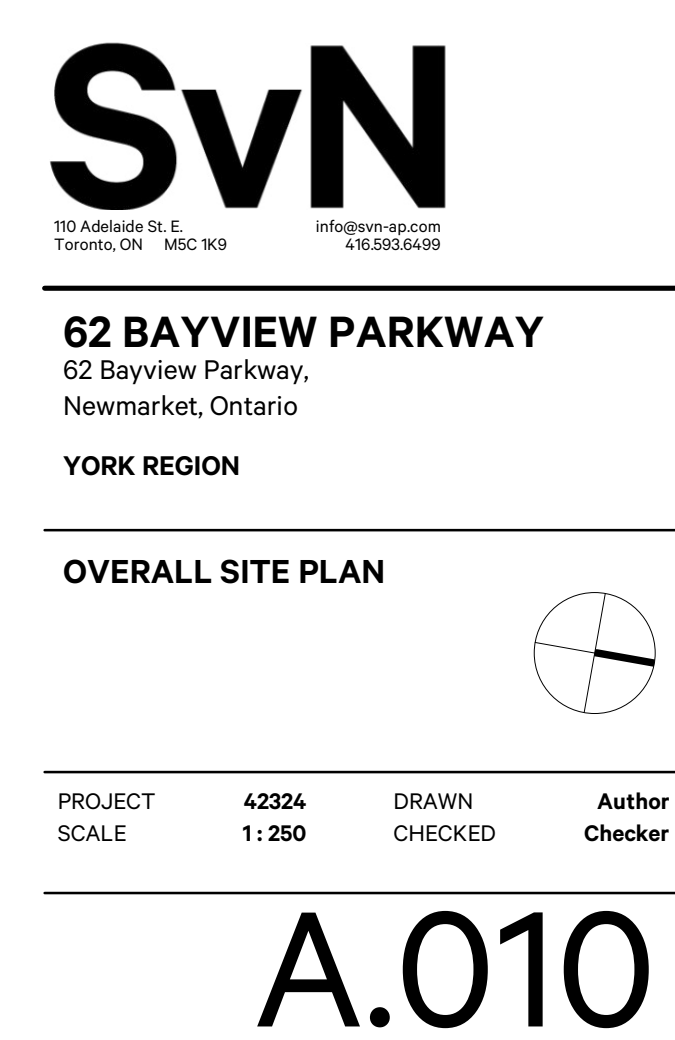 SvN
110 Adelaide St. E. info@svn-ap.com
Toronto, ON M5C 1K9 416.593.6499
62 BAYVIEW PARKWAY
62 Bayview Parkway,
Newmarket, Ontario
YORK REGION
OVERALL SITE PLAN
PROJECT 42324 DRAWN Author
SCALE 1 : 250 CHECKED Checker
A.010